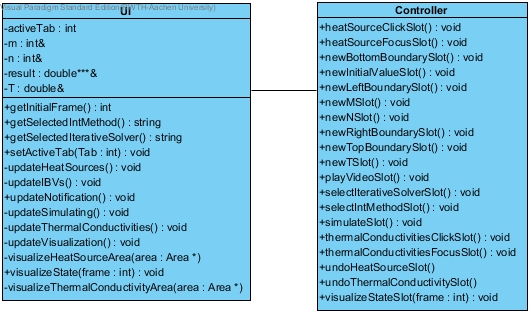 Visual Paradigm Standard Edition(RWTH Aachen University)
UI
-activeTab : int
-m : int&
-n : int&
-result : double***&
-T : double&
+getInitialFrame() : int
+getSelectedIntMethod() : string
+getSelectedIterativeSolver() : string
+setActiveTab(Tab : int) : void
-updateHeatSources() : void
-updateIBVs() : void
+updateNotification() : void
-updateSimulating() : void
-updateThermalConductivities() : void
-updateVisualization() : void
-visualizeHeatSourceArea(area : Area *)
+visualizeState(frame : int) : void
-visualizeThermalConductivityArea(area : Area *)
Controller
+heatSourceClickSlot() : void
+heatSourceFocusSlot() : void
+newBottomBoundarySlot() : void
+newInitialValueSlot() : void
+newLeftBoundarySlot() : void
+newMSlot() : void
+newNSlot() : void
+newRightBoundarySlot() : void
+newTopBoundarySlot() : void
+newTSlot() : void
+playVideoSlot() : void
+selectIterativeSolverSlot() : void
+selectIntMethodSlot() : void
+simulateSlot() : void
+thermalConductivitiesClickSlot() : void
+thermalConductivitiesFocusSlot() : void
+undoHeatSourceSlot()
+undoThermalConductivitySlot()
+visualizeStateSlot(frame : int) : void